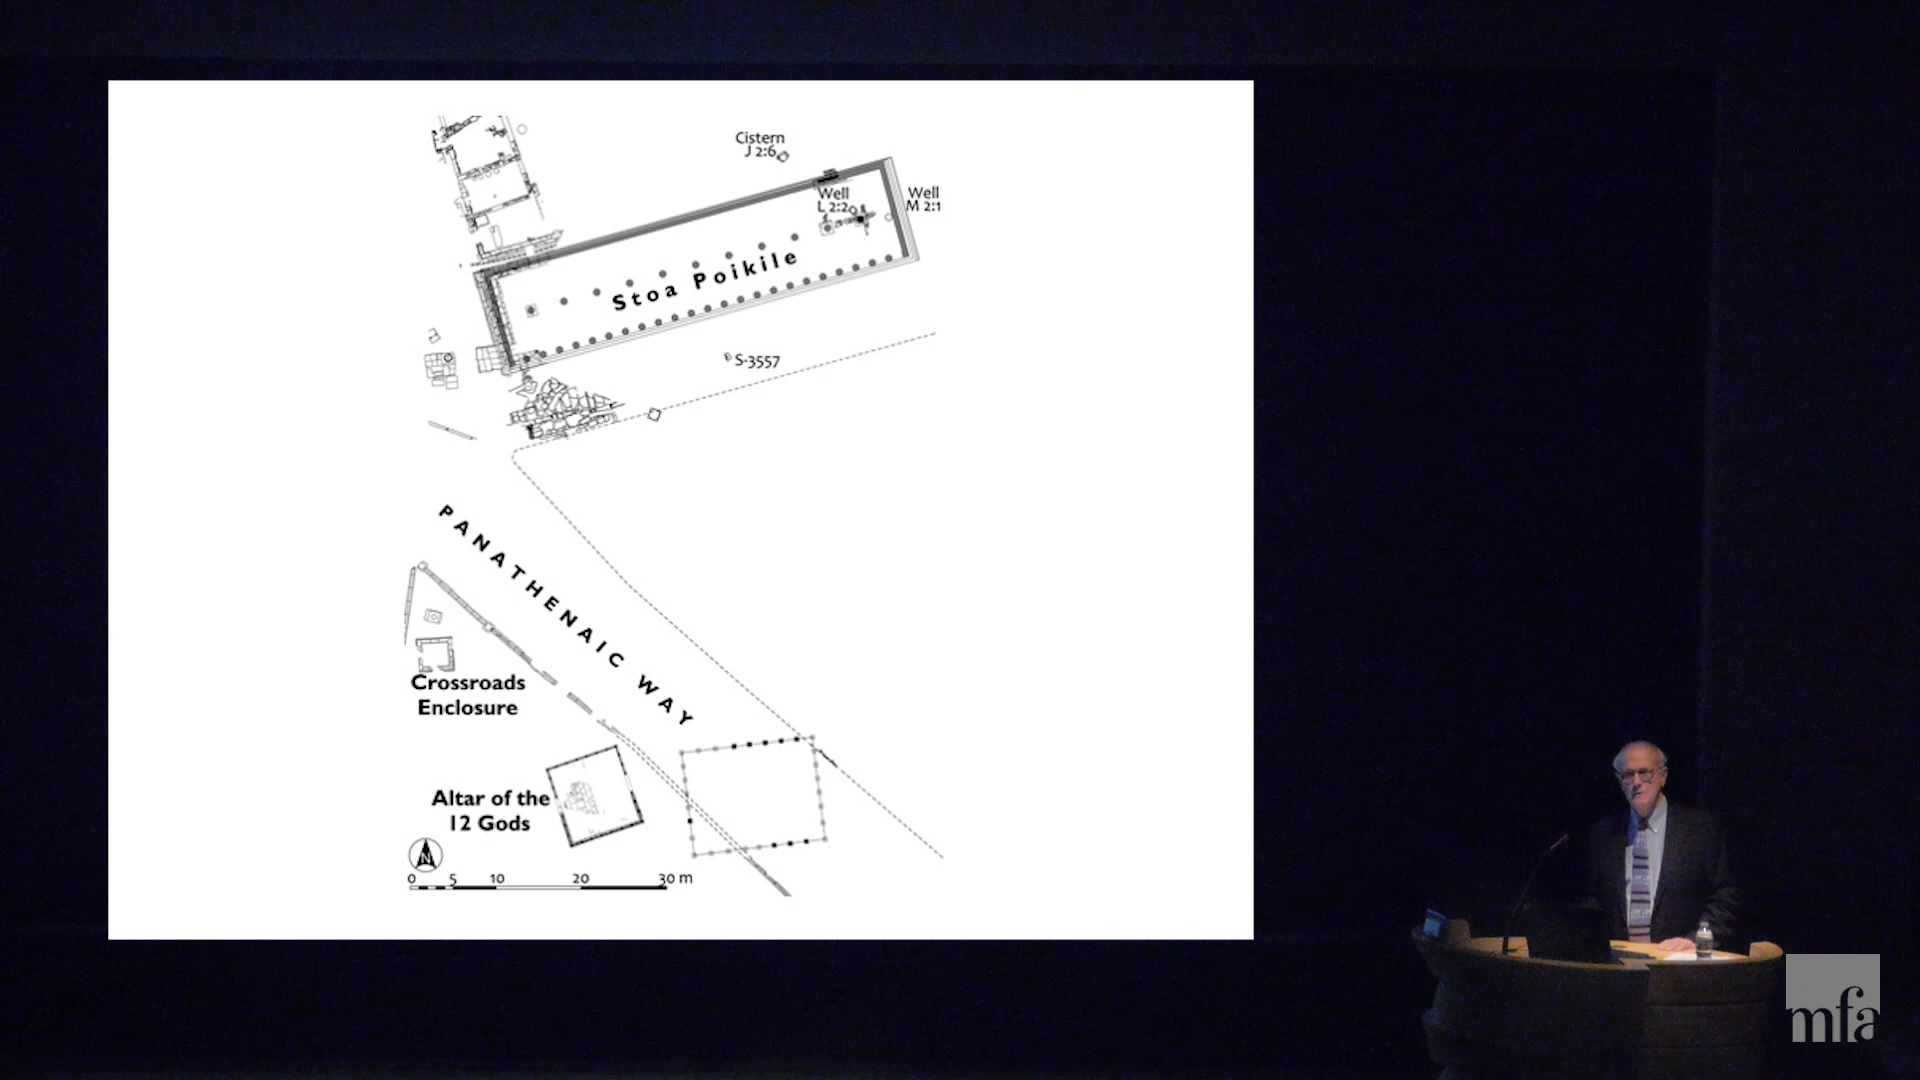 Cistern
J 2:6
Well
L 2:2
Well
M 2:1
Stoa Poikile
S-3557
PANATHENAIC WAY
Crossroads
Enclosure
Altar of the
12 Gods
N
0 5 10 20 30 m
mfa